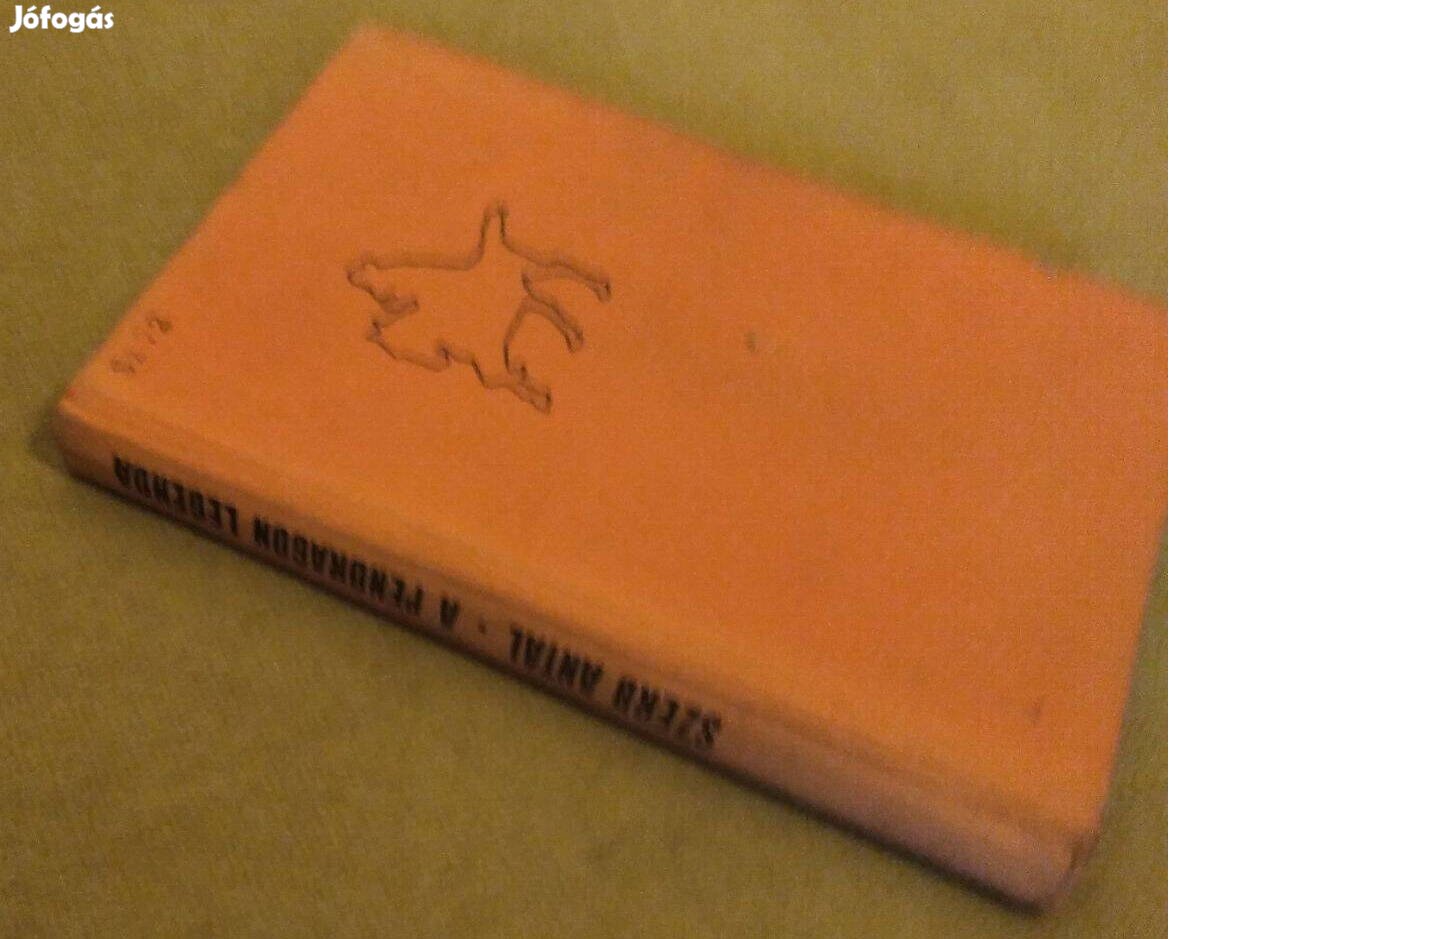 Jófogás
SZERB ANTAL · A PENDRAGON LEGENDA